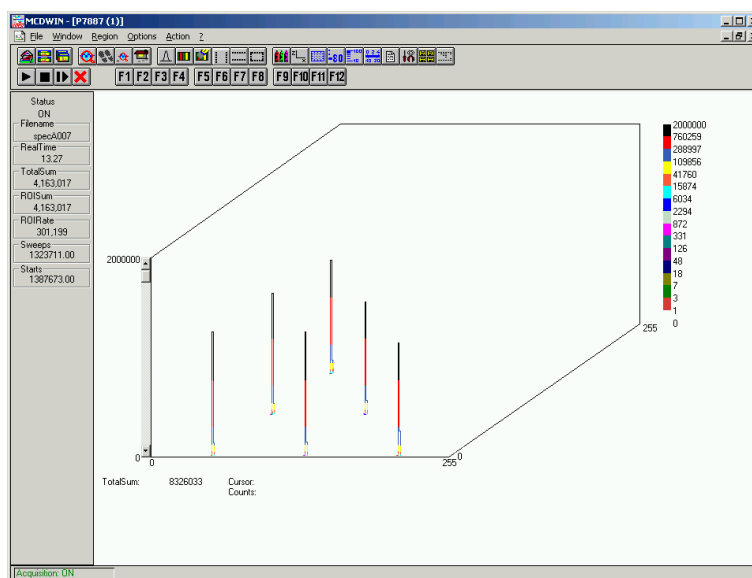 MCDWIN - [P7887 (1)]
File Window Region Options Action ?
F1 F2 F3 F4 F5 F6 F7 F8 F9 F10 F11 F12
Status
ON
Filename
specA007
RealTime
13.27
TotalSum
4,163,017
ROISum
4,163,017
ROIRate
301,199
Sweeps
1323711.00
Starts
1387673.00
2000000
0
0
255
0
255
2000000
760259
288997
109856
41760
15874
6034
2294
872
331
126
48
18
7
3
1
0
TotalSum: 8326033 Cursor:
Counts:
Acquisition: ON